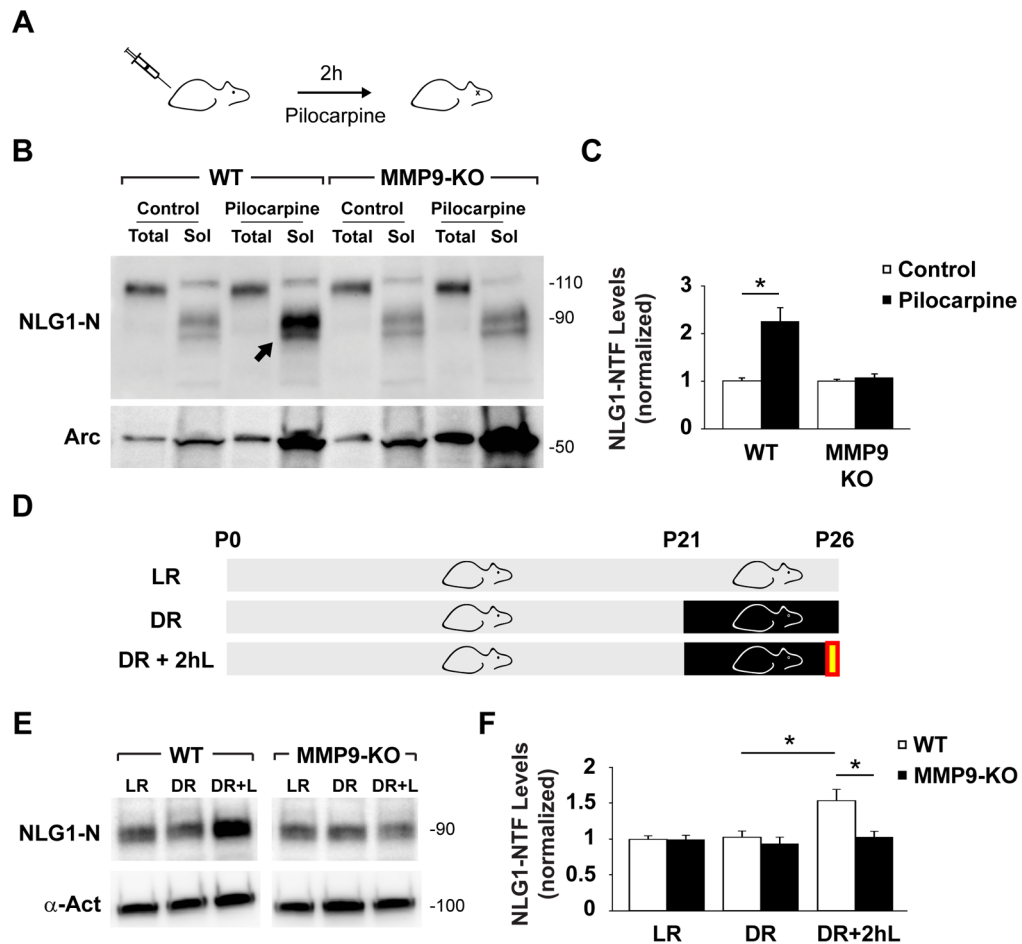 A
2h
Pilocarpine
B
WT MMP9-KO
Control Pilocarpine Control Pilocarpine
Total Sol Total Sol Total Sol Total Sol
NLG1-N
-110
-90
Arc
-50
C
NLG1-NTF Levels
(normalized)
3
2
1
0
* 
Control
Pilocarpine
WT MMP9
KO
D
P0 P21 P26
LR
DR
DR + 2hL
E
WT MMP9-KO
LR DR DR+L LR DR DR+L
NLG1-N
-90
α-Act
-100
F
NLG1-NTF Levels
(normalized)
2
1.5
1
0.5
0
*
*
WT
MMP9-KO
LR DR DR+2hL